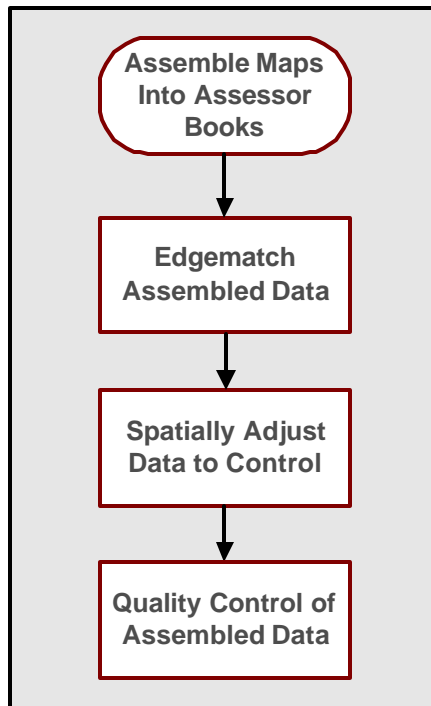 Assemble Maps
Into Assessor
Books
Edgematch
Assembled Data
Spatially Adjust
Data to Control
Quality Control of
Assembled Data